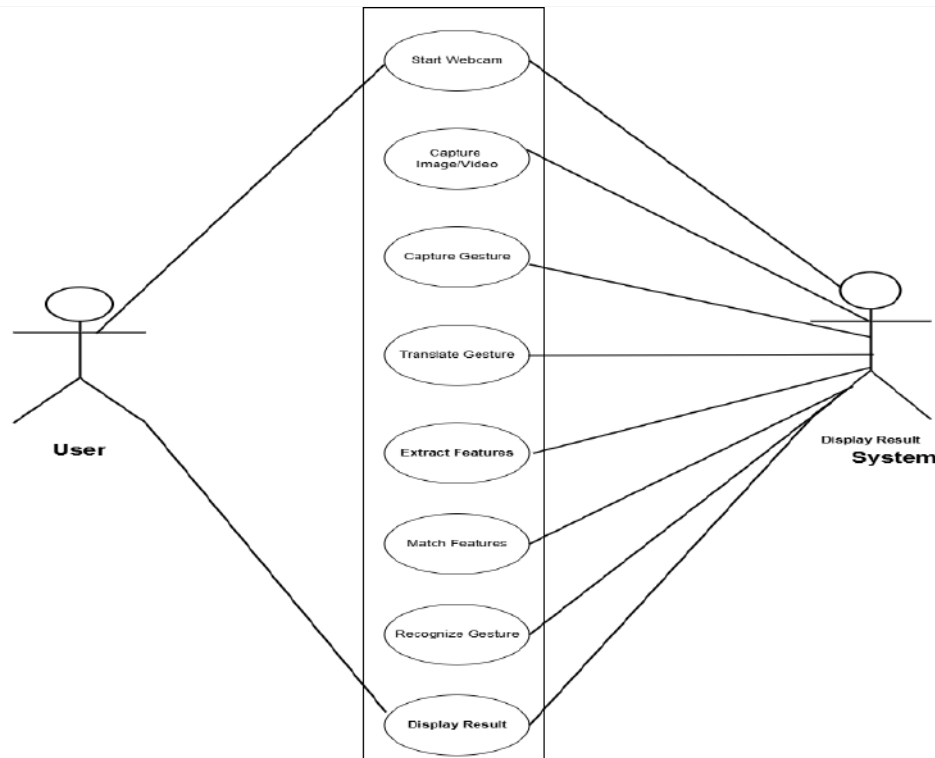 Start Webcam
Capture
Image/Video
Capture Gesture
Translate Gesture
User
Extract Features
Display Result
System
Match Features
Recognize Gesture
Display Result